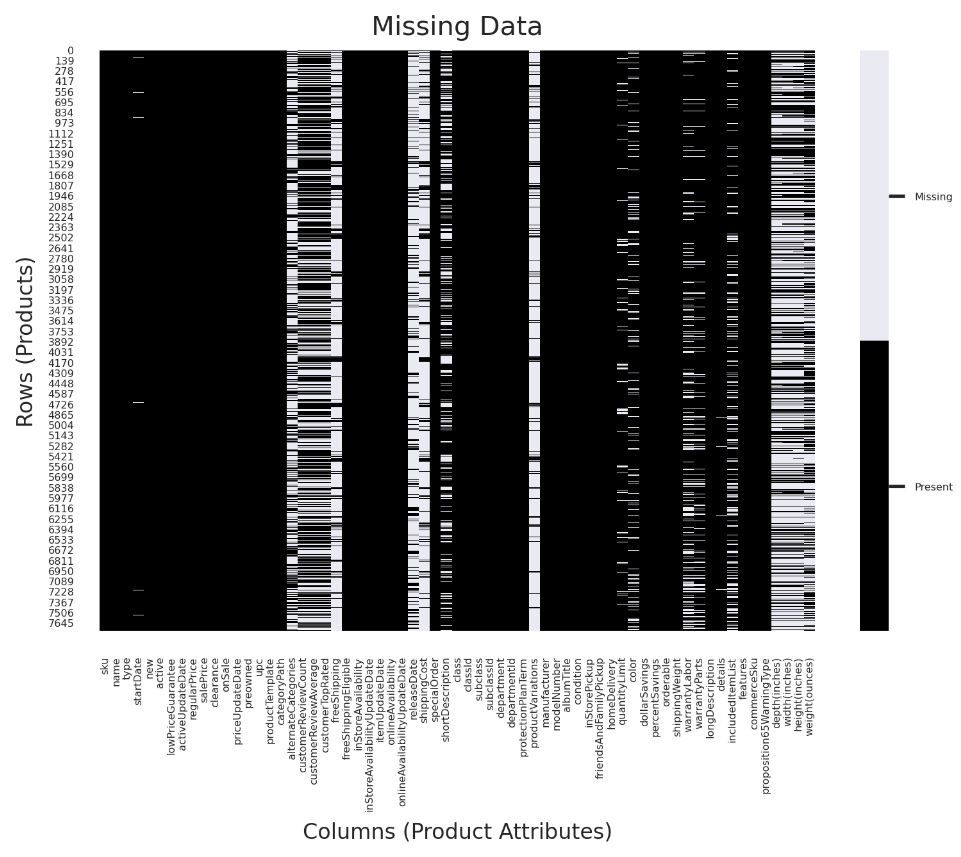 Missing Data
0
139
278
417
556
695
834
973
1112
1251
1390
1529
1668
1807
1946
2085
2224
2363
2502
2641
2780
2919
3058
3197
3336
3475
3614
3753
3892
4031
4170
4309
4448
4587
4726
4865
5004
5143
5282
5421
5560
5699
5838
5977
6116
6255
6394
6533
6672
6811
6950
7089
7228
7367
7506
7645
Rows (Products)
Missing
Present
sku
name
type
startDate
new
active
lowPriceGuarantee
activeUpdateDate
regularPrice
salePrice
clearance
onSale
priceUpdateDate
preowned
upc
productTemplate
categoryPath
alternateCategories
customerReviewCount
customerReviewAverage
customerTopRated
freeShipping
freeShippingEligible
inStoreAvailability
inStoreAvailabilityUpdateDate
itemUpdateDate
onlineAvailability
onlineAvailabilityUpdateDate
releaseDate
shippingCost
specialOrder
shortDescription
class
classId
subclass
subclassId
department
departmentId
protectionPlanTerm
productVariations
manufacturer
modelNumber
albumTitle
condition
inStorePickup
friendsAndFamilyPickup
homeDelivery
quantityLimit
color
dollarSavings
percentSavings
orderable
shippingWeight
warrantyLabor
warrantyParts
longDescription
details
includedItemList
features
commerceSku
proposition65WarningType
depth(inches)
width(inches)
height(inches)
weight(ounces)
Columns (Product Attributes)